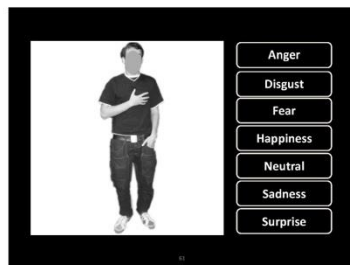 Anger
Disgust
Fear
Happiness
Neutral
Sadness
Surprise